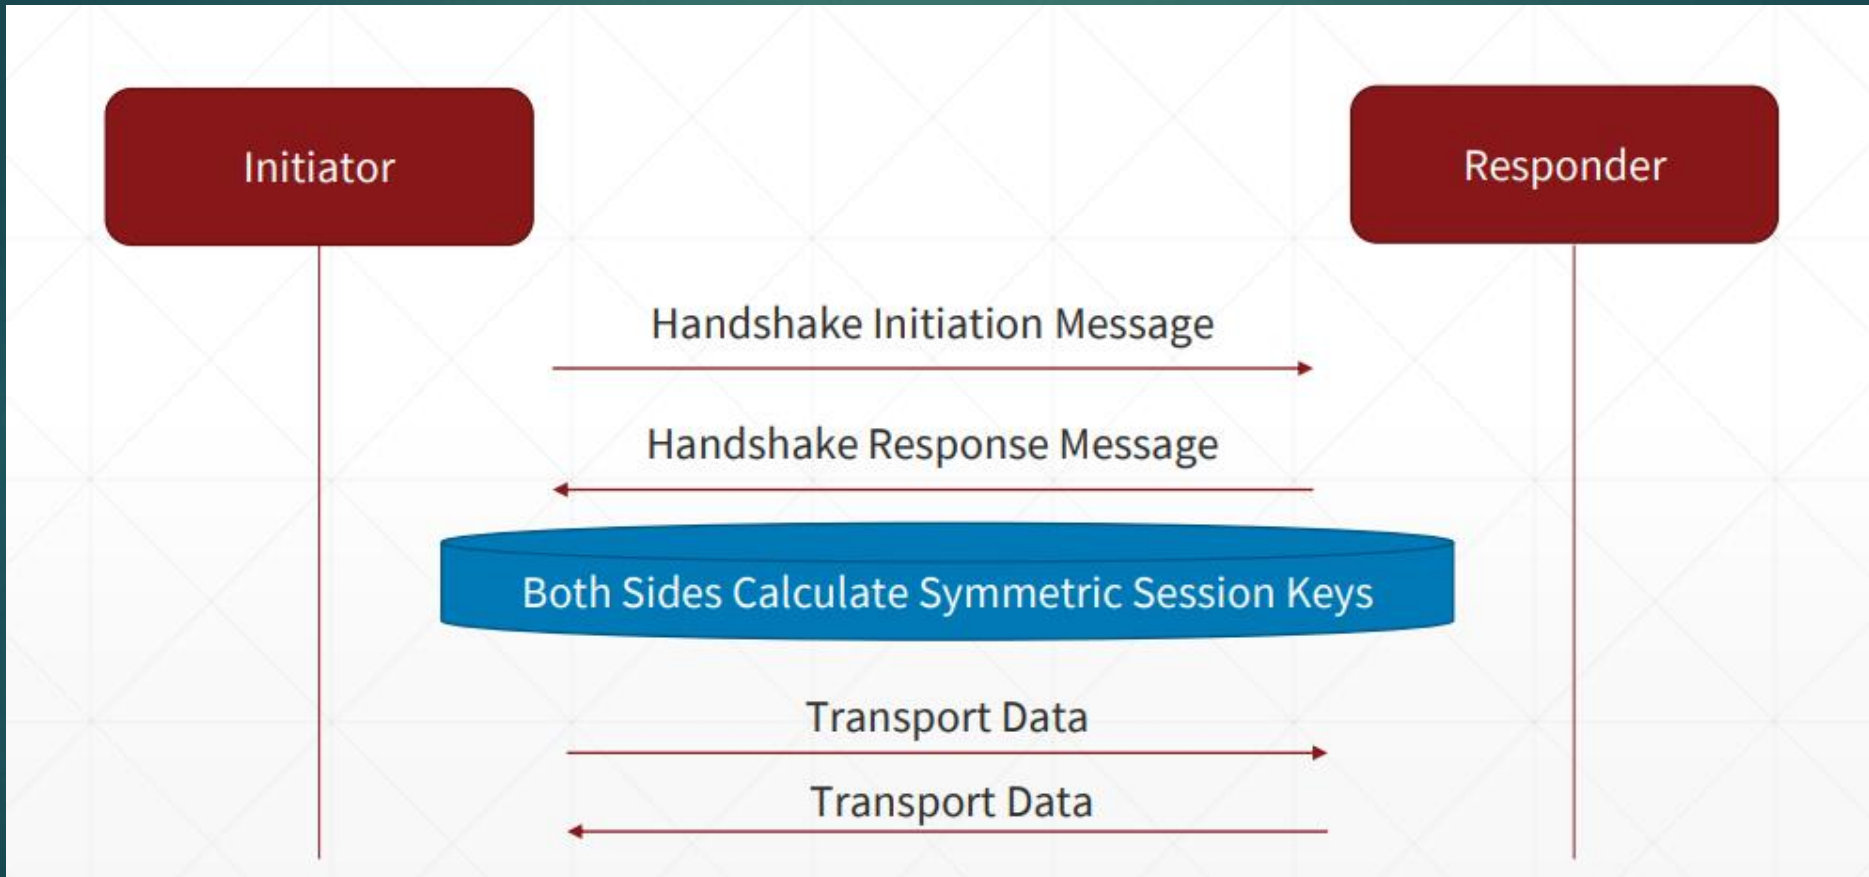 Initiator
Responder
Handshake Initiation Message
Handshake Response Message
Both Sides Calculate Symmetric Session Keys
Transport Data
Transport Data